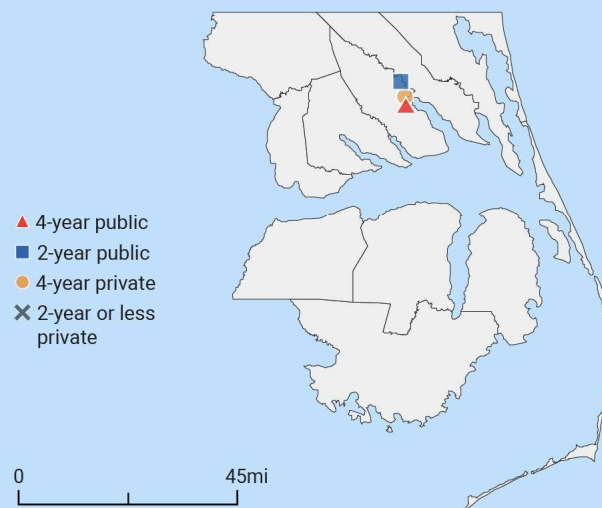 4-year public
2-year public
4-year private
2-year or less
private
0
45mi